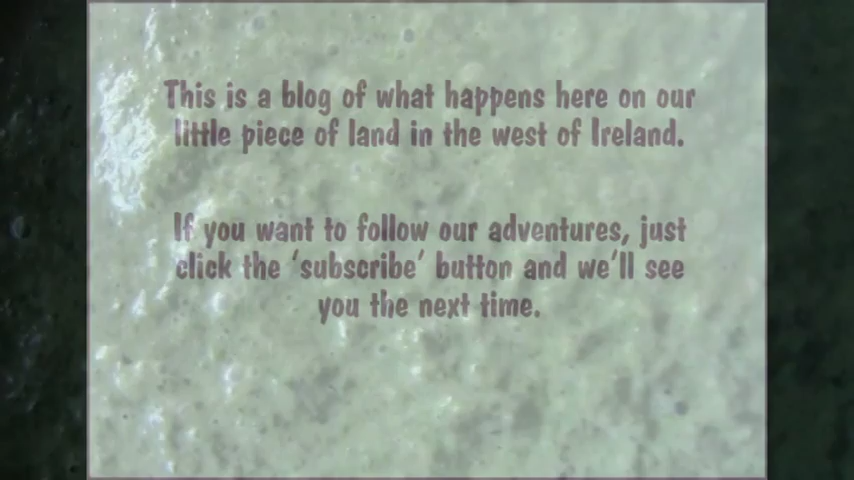 This is a blog of what happens here on our
little piece of land in the west of Ireland.
If you want to follow our adventures, just
click the ‘subscribe’ button and we’ll see
you the next time.